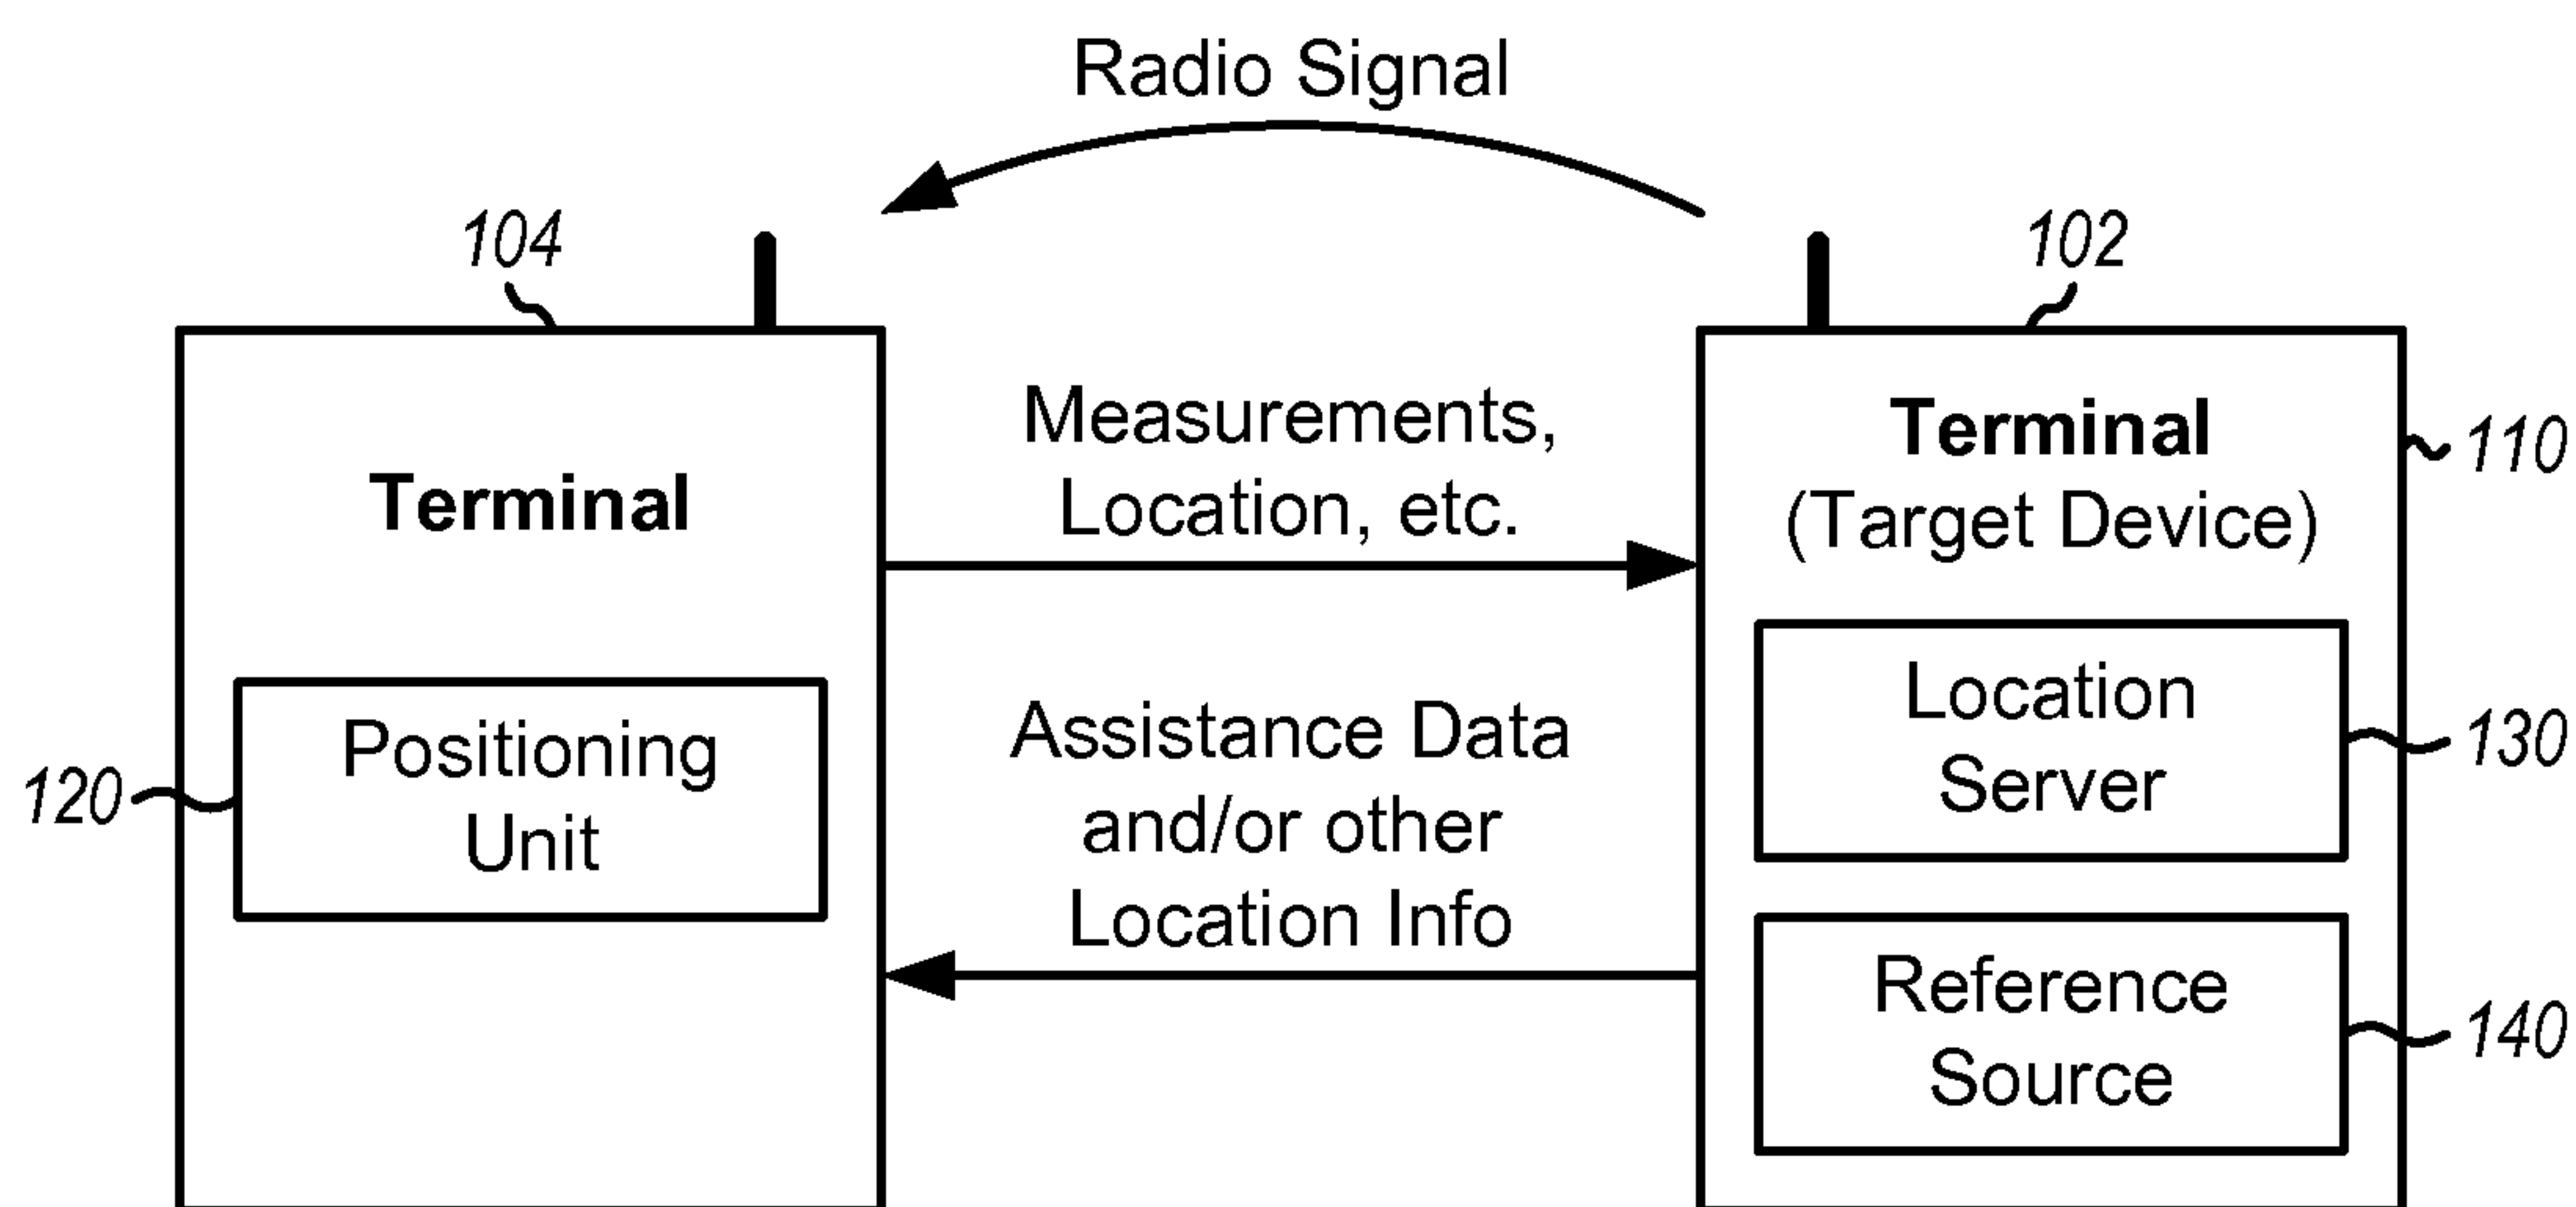 Radio Signal
104
102
Terminal
Positioning
Unit
120
Measurements,
Location, etc.
Assistance Data
and/or other
Location Info
Terminal
(Target Device)
110
Location
Server
130
Reference
Source
140